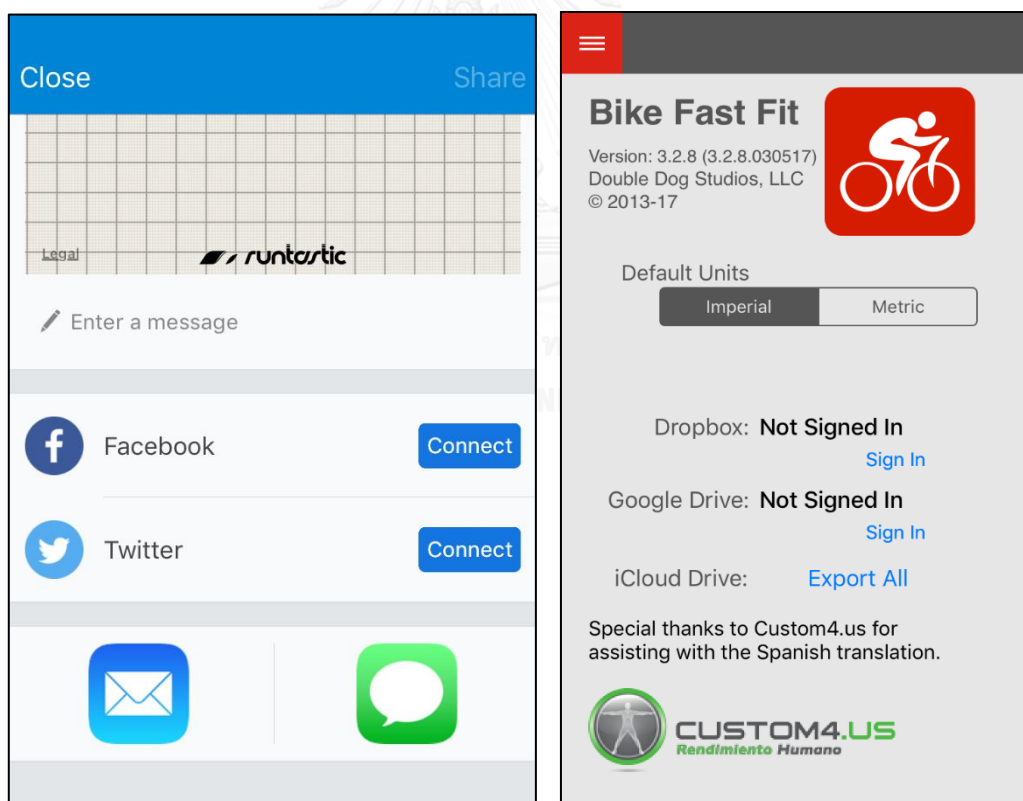 Close
Share
Legal
runtastic
Enter a message
Facebook
Connect
Twitter
Connect
Bike Fast Fit
Version: 3.2.8 (3.2.8.030517)
Double Dog Studios, LLC
© 2013-17
Default Units
Imperial
Metric
Dropbox: Not Signed In
Sign In
Google Drive: Not Signed In
Sign In
iCloud Drive: Export All
Special thanks to Custom4.us for
assisting with the Spanish translation.
CUSTOM4.US
Rendimiento Humano